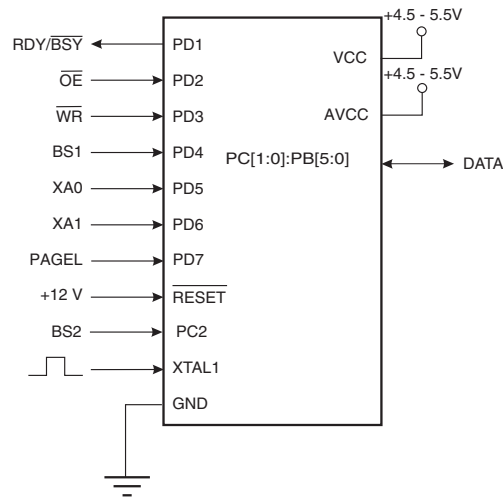 +4.5 - 5.5V
RDY/BSY PD1
VCC
OE PD2
+4.5 - 5.5V
WR PD3
AVCC
BS1 PD4
PC[1:0]:PB[5:0] DATA
XA0 PD5
XA1 PD6
PAGEL PD7
+12 V RESET
BS2 PC2
XTAL1
GND